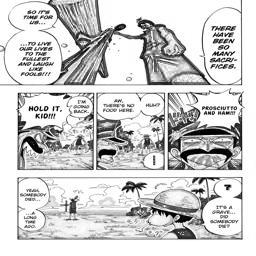 THERE
HAVE
BEEN
SO
MANY
SACRI-
FICES.
SO IT'S
TIME FOR
US...
...TO LIVE
OUR LIVES
TO THE
FULLEST
AND LAUGH
LIKE
FOOLS!!!
PROSCIUTTO
AND HAM!!!
HUH?
AW,
THERE'S NO
FOOD HERE.
I'M
GOING
BACK.
HOLD IT,
KID!!!
?
IT'S A
GRAVE...
DID
SOMEBODY
DIE?
YEAH,
SOMEBODY
DIED...
A
LONG
TIME
AGO.